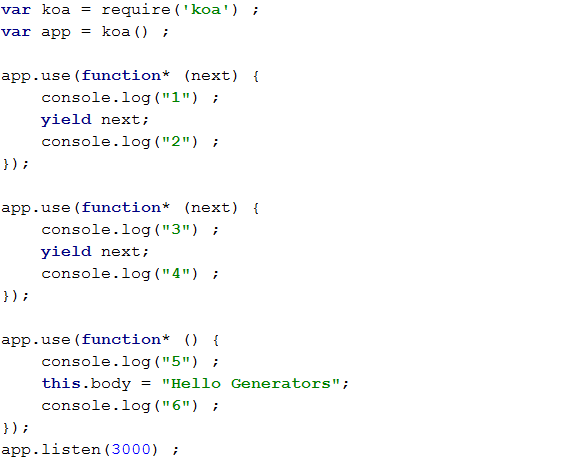 var koa = require('koa') ;
var app = koa() ;

app.use(function* (next) {
    console.log("1") ;
    yield next;
    console.log("2") ;
});

app.use(function* (next) {
    console.log("3") ;
    yield next;
    console.log("4") ;
});

app.use(function* () {
    console.log("5") ;
    this.body = "Hello Generators";
    console.log("6") ;
});
app.listen(3000) ;